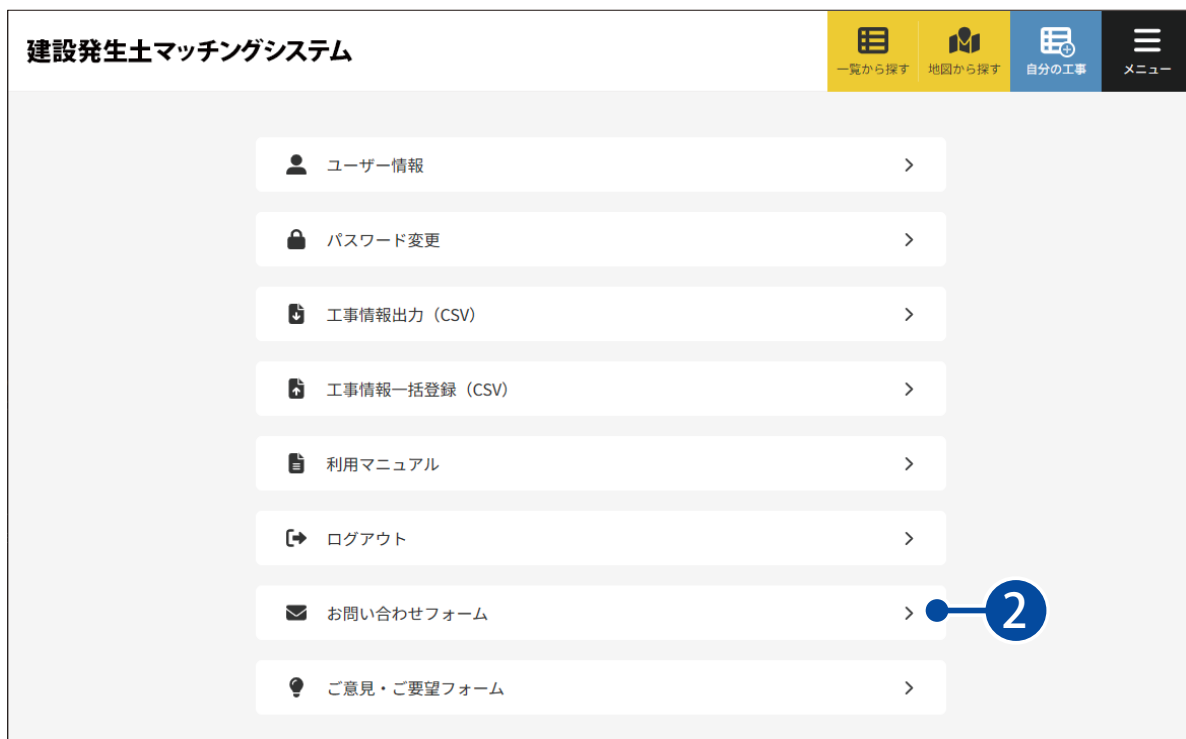 建設発生土マッチングシステム
一覧から探す
地図から探す
自分の工事
メニュー
ユーザー情報
パスワード変更
工事情報出力（CSV）
工事情報一括登録（CSV）
利用マニュアル
ログアウト
お問い合わせフォーム
2
ご意見・ご要望フォーム